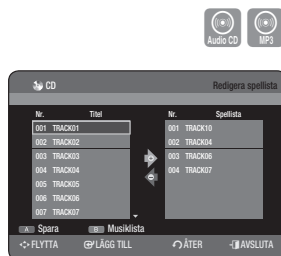 Audio CD MP3
CD Redigera spellista
Nr. Titel Nr. Spellista
001 TRACK01 001 TRACK10
002 TRACK02 002 TRACK04
003 TRACK03 003 TRACK06
004 TRACK04 004 TRACK07
005 TRACK05
006 TRACK06
007 TRACK07
A Spara B Musiklista
FLYTTA LÄGG TILL ÅTER AVSLUTA